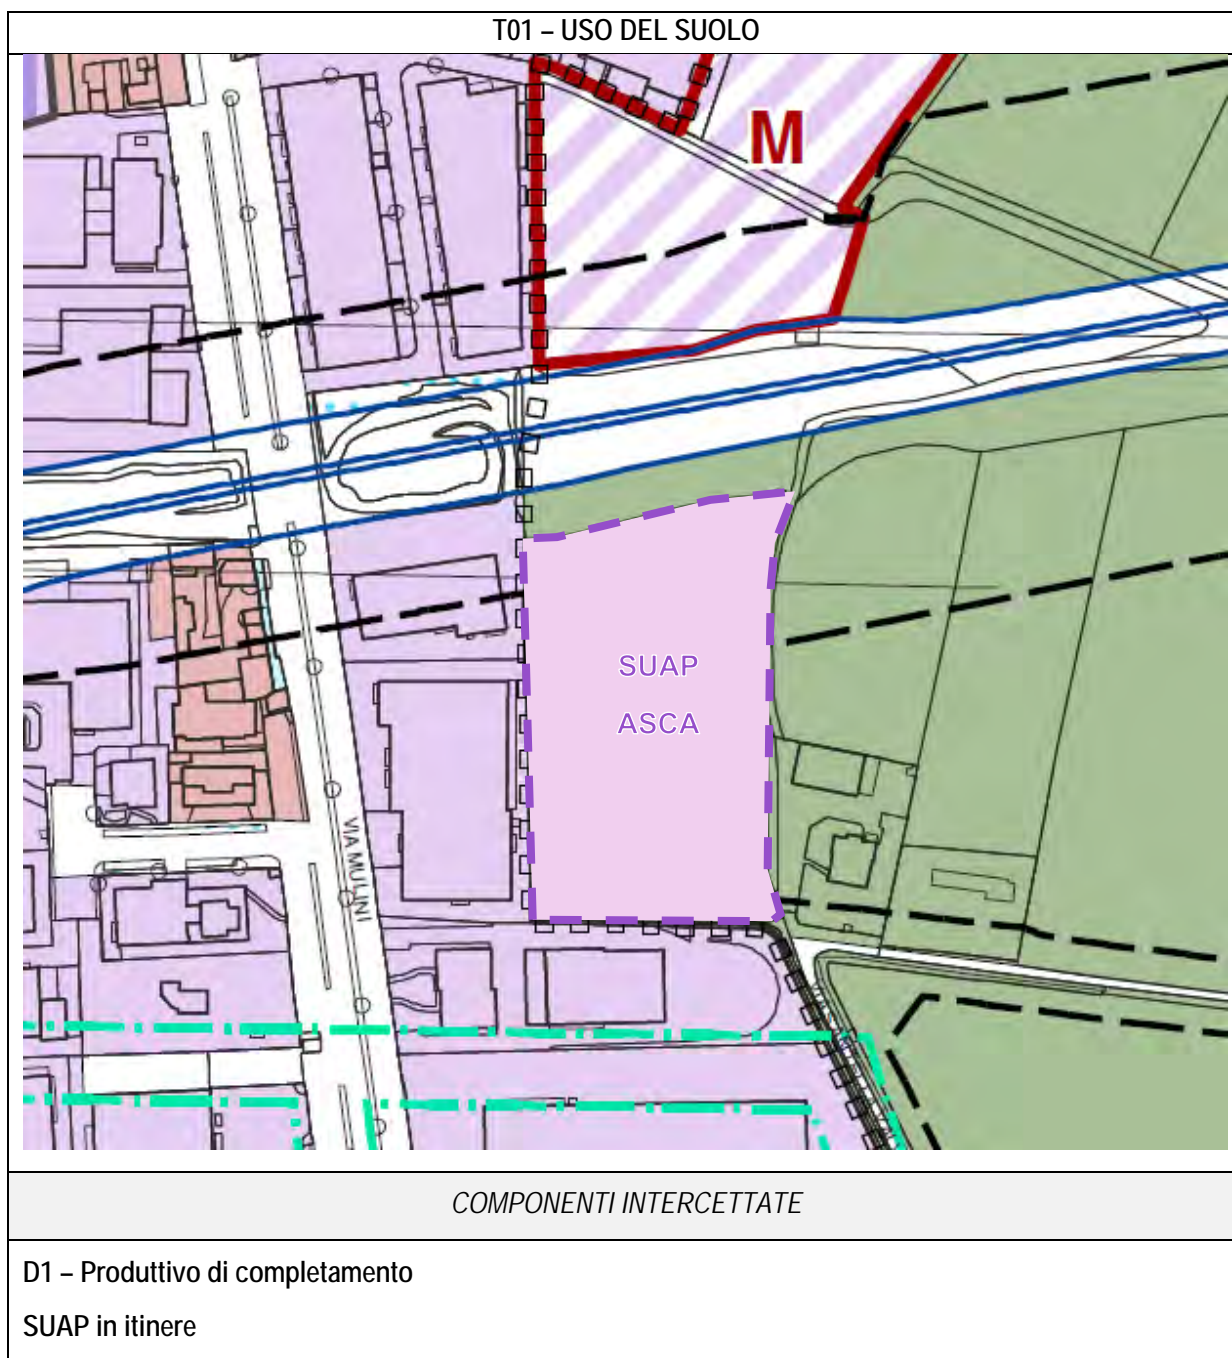 T01 – USO DEL SUOLO
M
SUAP
ASCA
VIA MULINI
COMPONENTI INTERCETTATE
D1 – Produttivo di completamento
SUAP in itinere